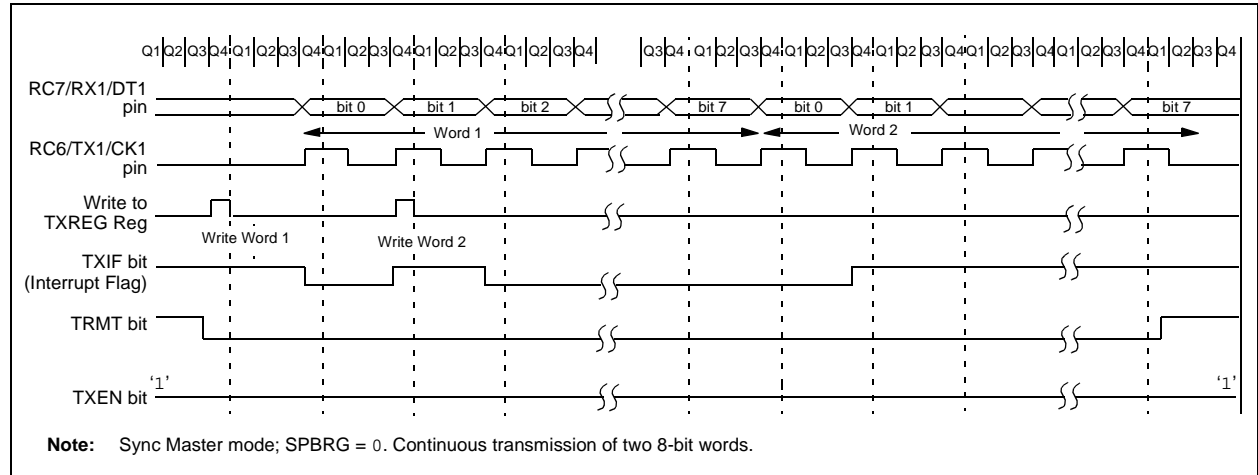 Q1 Q2 Q3 Q4 Q1 Q2 Q3 Q4 Q1 Q2 Q3 Q4 Q1 Q2 Q3 Q4 Q1 Q2 Q3 Q4 Q3 Q4 Q1 Q2 Q3 Q4 Q1 Q2 Q3 Q4 Q1 Q2 Q3 Q4 Q1 Q2 Q3 Q4 Q1 Q2 Q3 Q4
RC7/RX1/DT1
pin
bit 0 bit 1 bit 2 bit 7 bit 0 bit 1 bit 7
Word 1 Word 2
RC6/TX1/CK1
pin
Write to
TXREG Reg
Write Word 1 Write Word 2
TXIF bit
(Interrupt Flag)
TRMT bit
TXEN bit
'1' '1'
Note: Sync Master mode; SPBRG = 0. Continuous transmission of two 8-bit words.